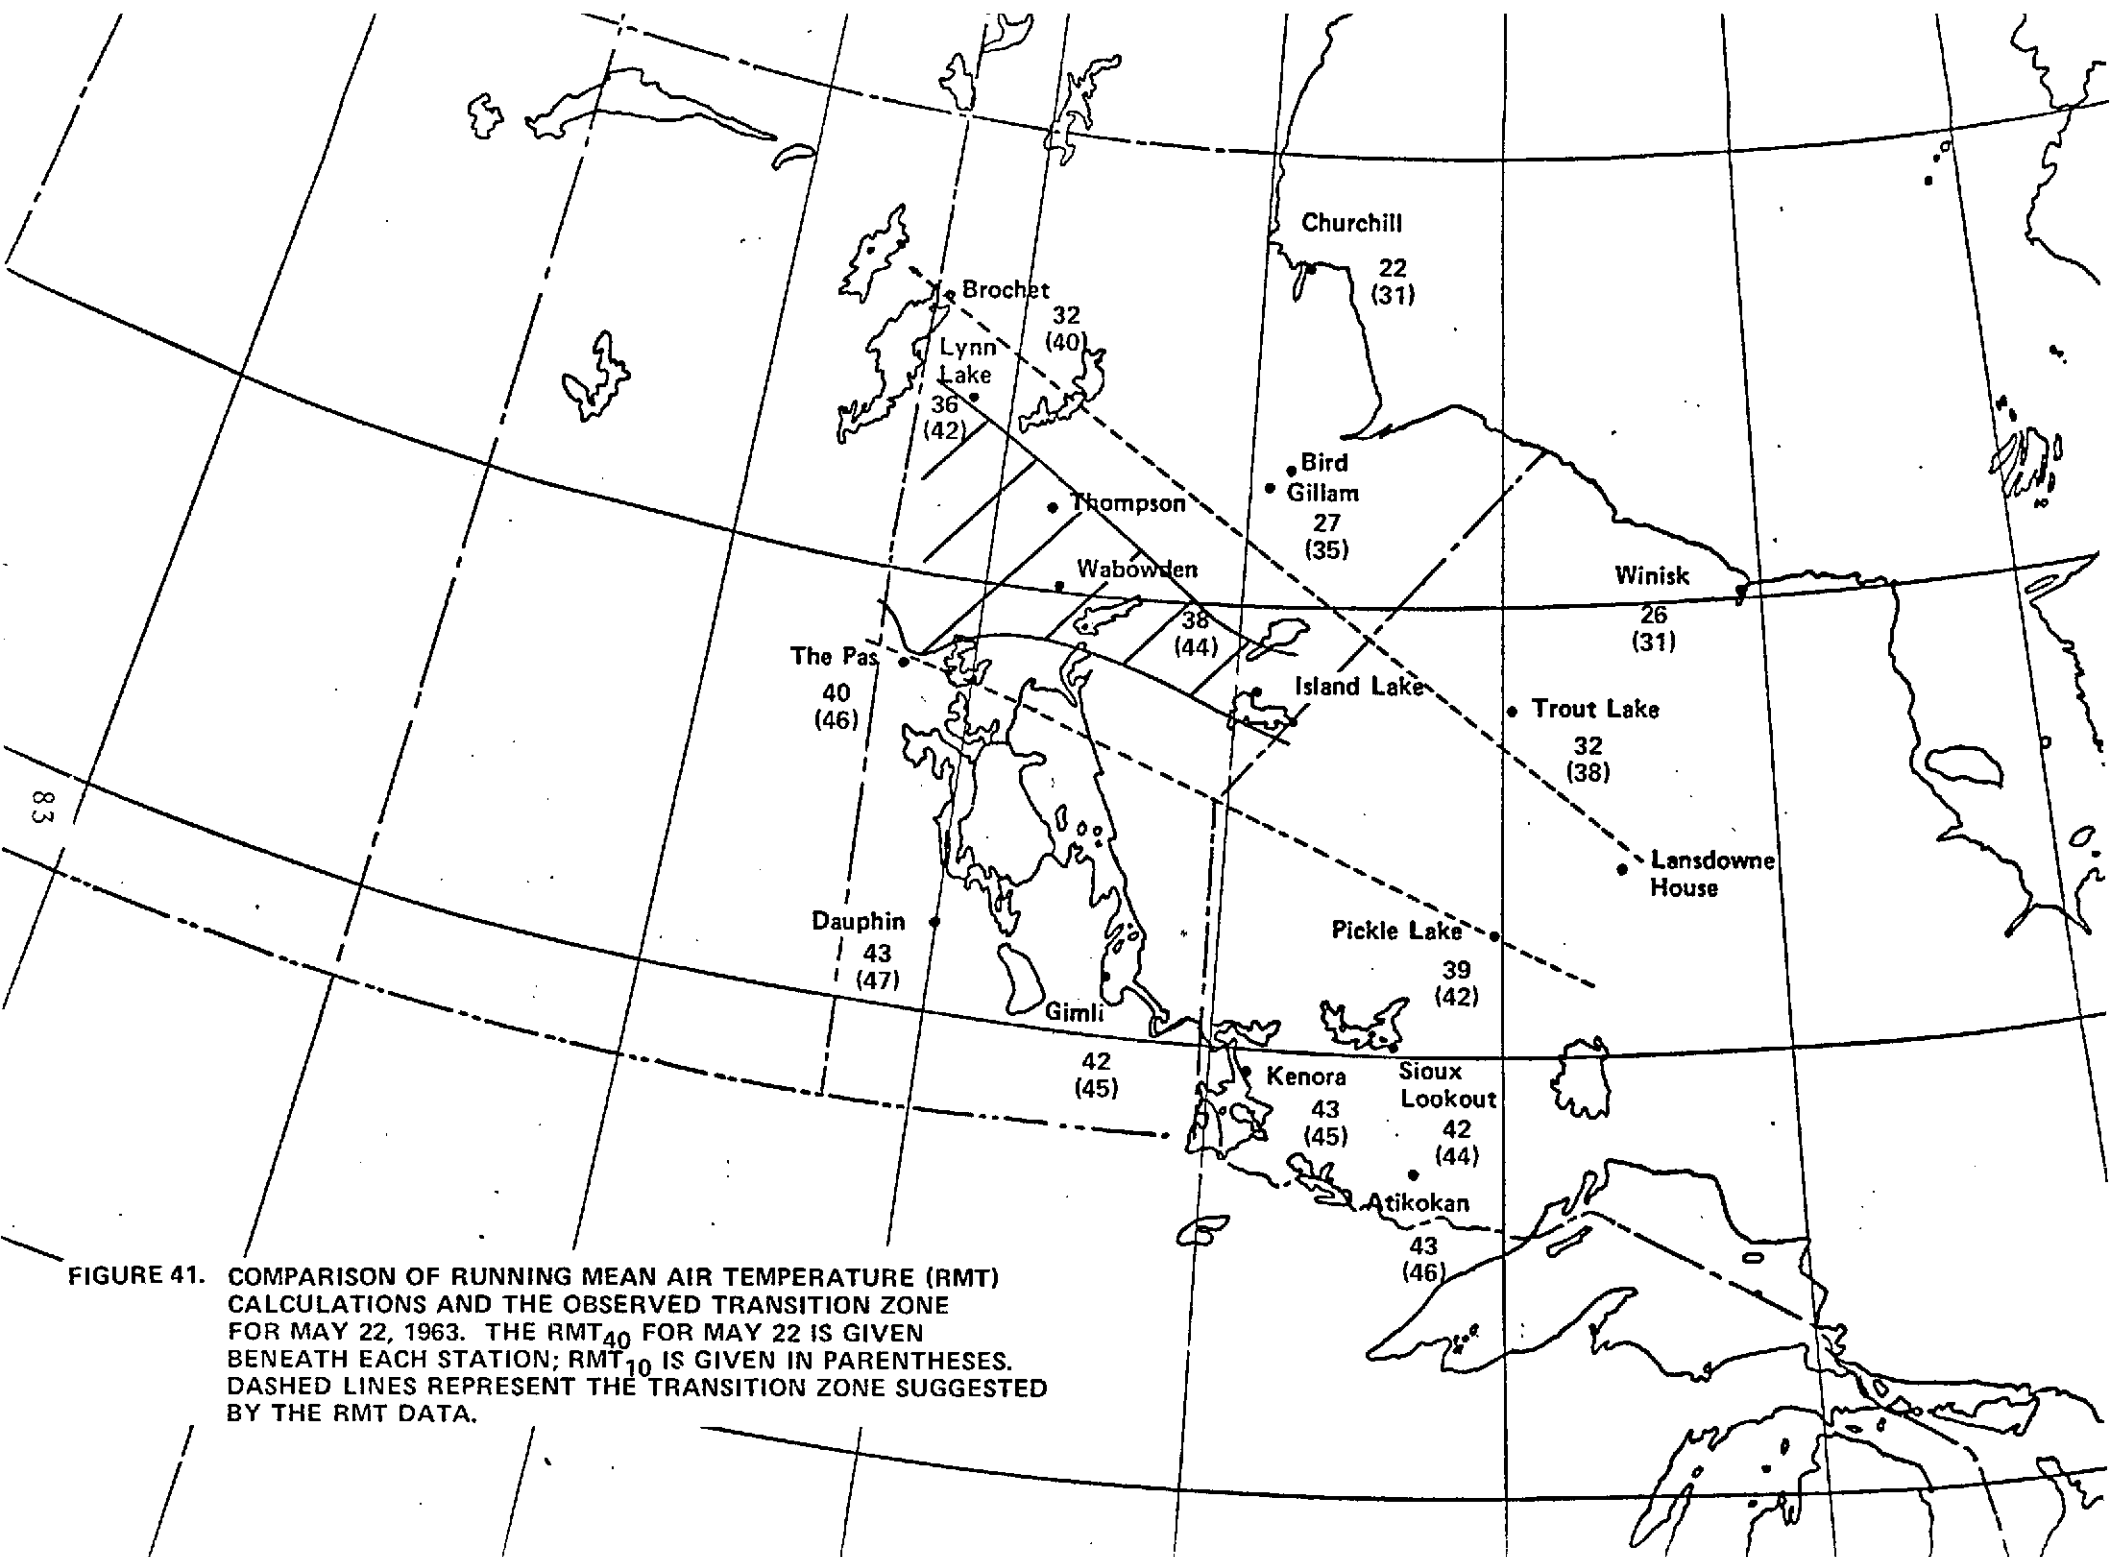 Churchill
22
(31)
Brochet
32
(40)
Lynn
Lake
36
(42)
Bird
Gillam
27
(35)
Thompson
Wabowden
38
(44)
Winisk
26
(31)
The Pas
40
(46)
Island Lake
Trout Lake
32
(38)
83
Lansdowne
House
Dauphin
43
(47)
Pickle Lake
39
(42)
Gimli
42
(45)
Kenora
43
(45)
Sioux
Lookout
42
(44)
Atikokan
43
(46)
FIGURE 41. COMPARISON OF RUNNING MEAN AIR TEMPERATURE (RMT)
CALCULATIONS AND THE OBSERVED TRANSITION ZONE
FOR MAY 22, 1963. THE RMT40 FOR MAY 22 IS GIVEN
BENEATH EACH STATION; RMT10 IS GIVEN IN PARENTHESES.
DASHED LINES REPRESENT THE TRANSITION ZONE SUGGESTED
BY THE RMT DATA.